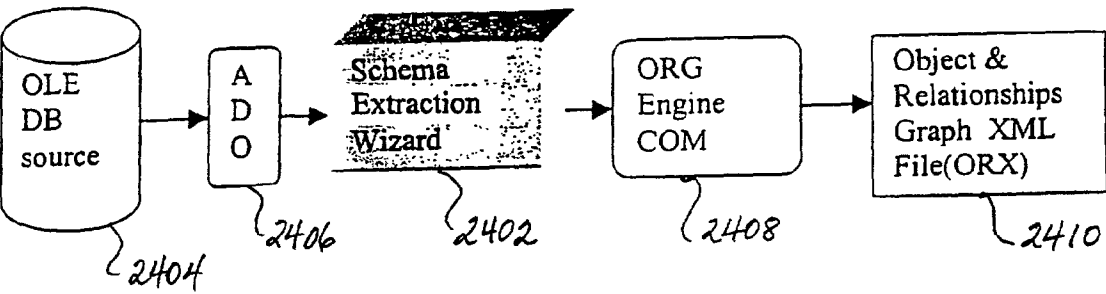 OLE
DB
source
A
D
O
Schema
Extraction
Wizard
ORG
Engine
COM
Object &
Relationships
Graph XML
File(ORX)
2404
2406
2402
2408
2410